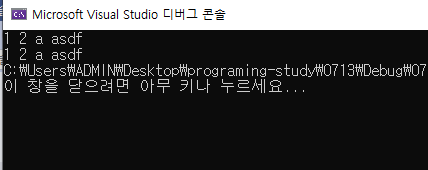 Microsoft Visual Studio 디버그 콘솔
1 2 a asdf
1 2 a asdf
C:₩Users₩ADMIN₩Desktop₩programing-study₩0713₩Debug₩07
이 창을 닫으려면 아무 키나 누르세요...